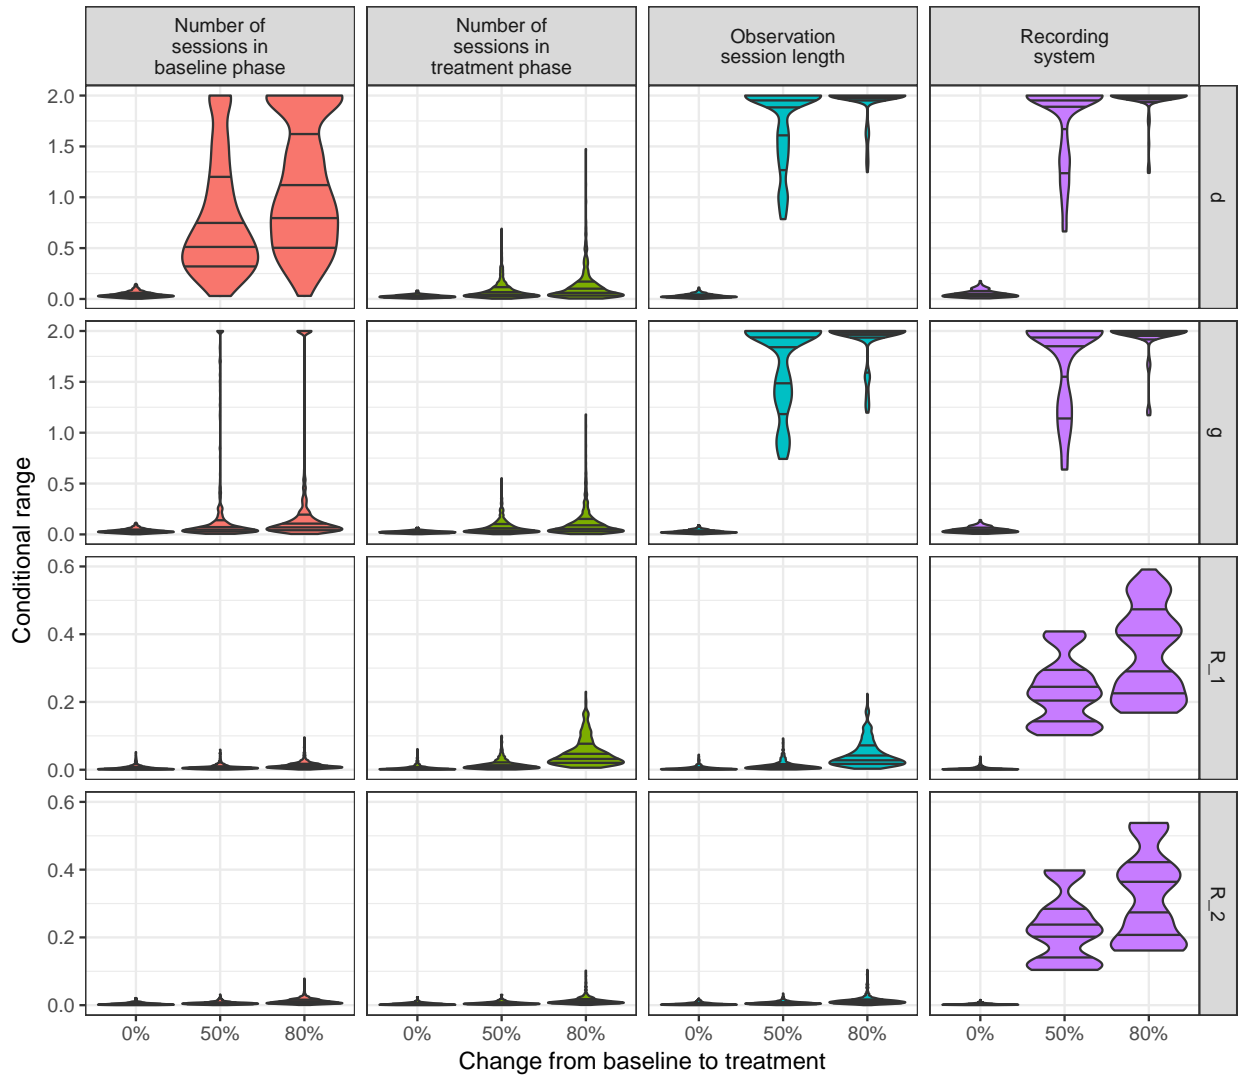 Number of
sessions in
baseline phase
Number of
sessions in
treatment phase
Observation
session length
Recording
system
2.0
1.5
1.0
0.5
0.0
d
2.0
1.5
1.0
0.5
0.0
g
0.6
0.4
0.2
0.0
R_1
0.6
0.4
0.2
0.0
R_2
Conditional range
0% 50% 80% 0% 50% 80% 0% 50% 80% 0% 50% 80%
Change from baseline to treatment